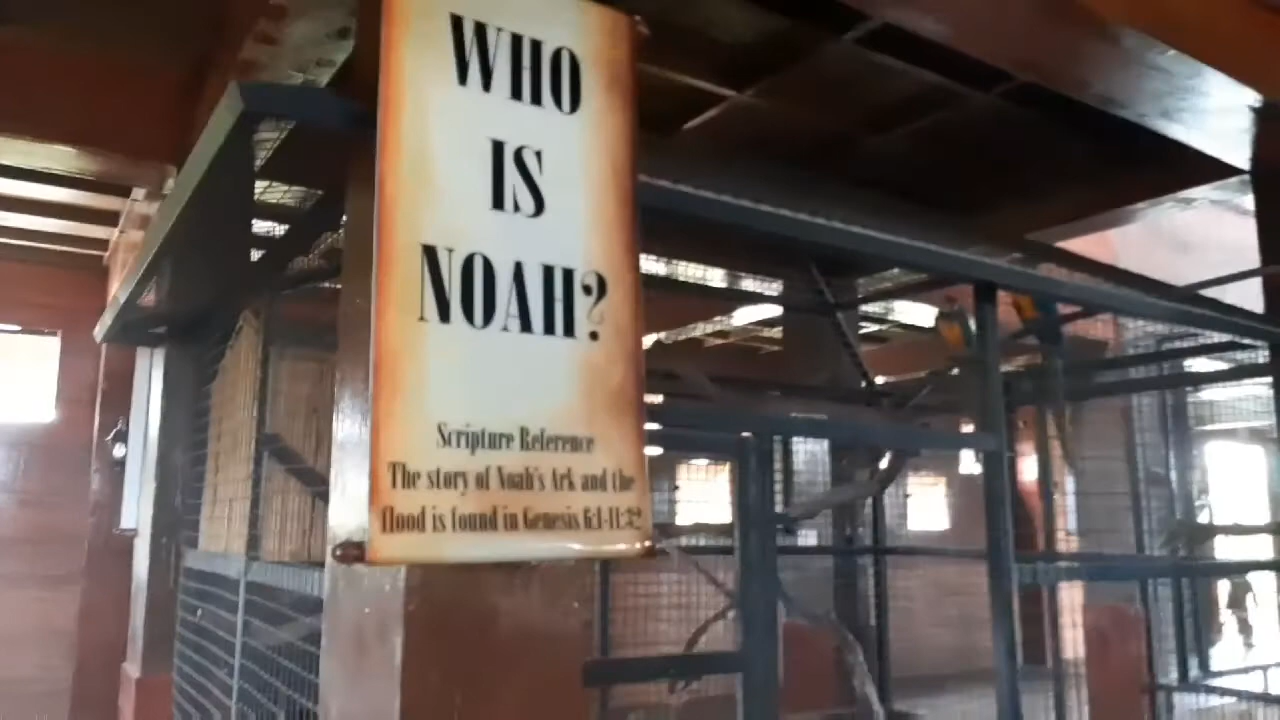 WHO
IS
NOAH?
Scripture Reference
The story of Noah's Ark and the
flood is found in Genesis 6:1-11:32